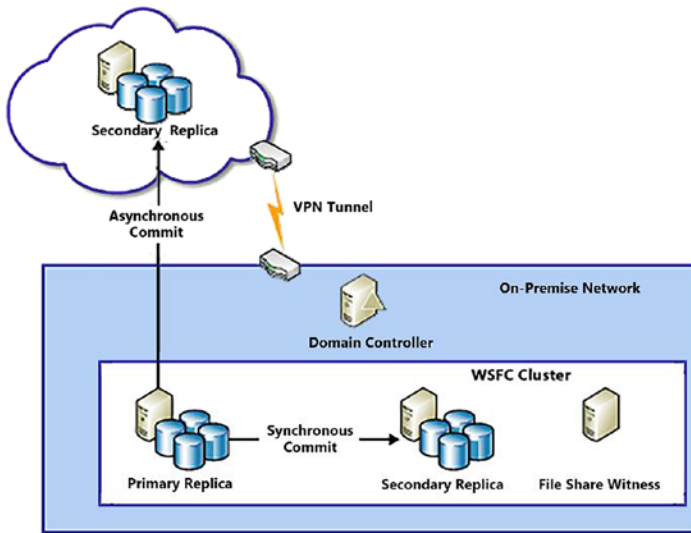 Secondary Replica
Asynchronous
Commit
VPN Tunnel
On-Premise Network
Domain Controller
WSFC Cluster
Synchronous
Commit
Primary Replica
Secondary Replica
File Share Witness